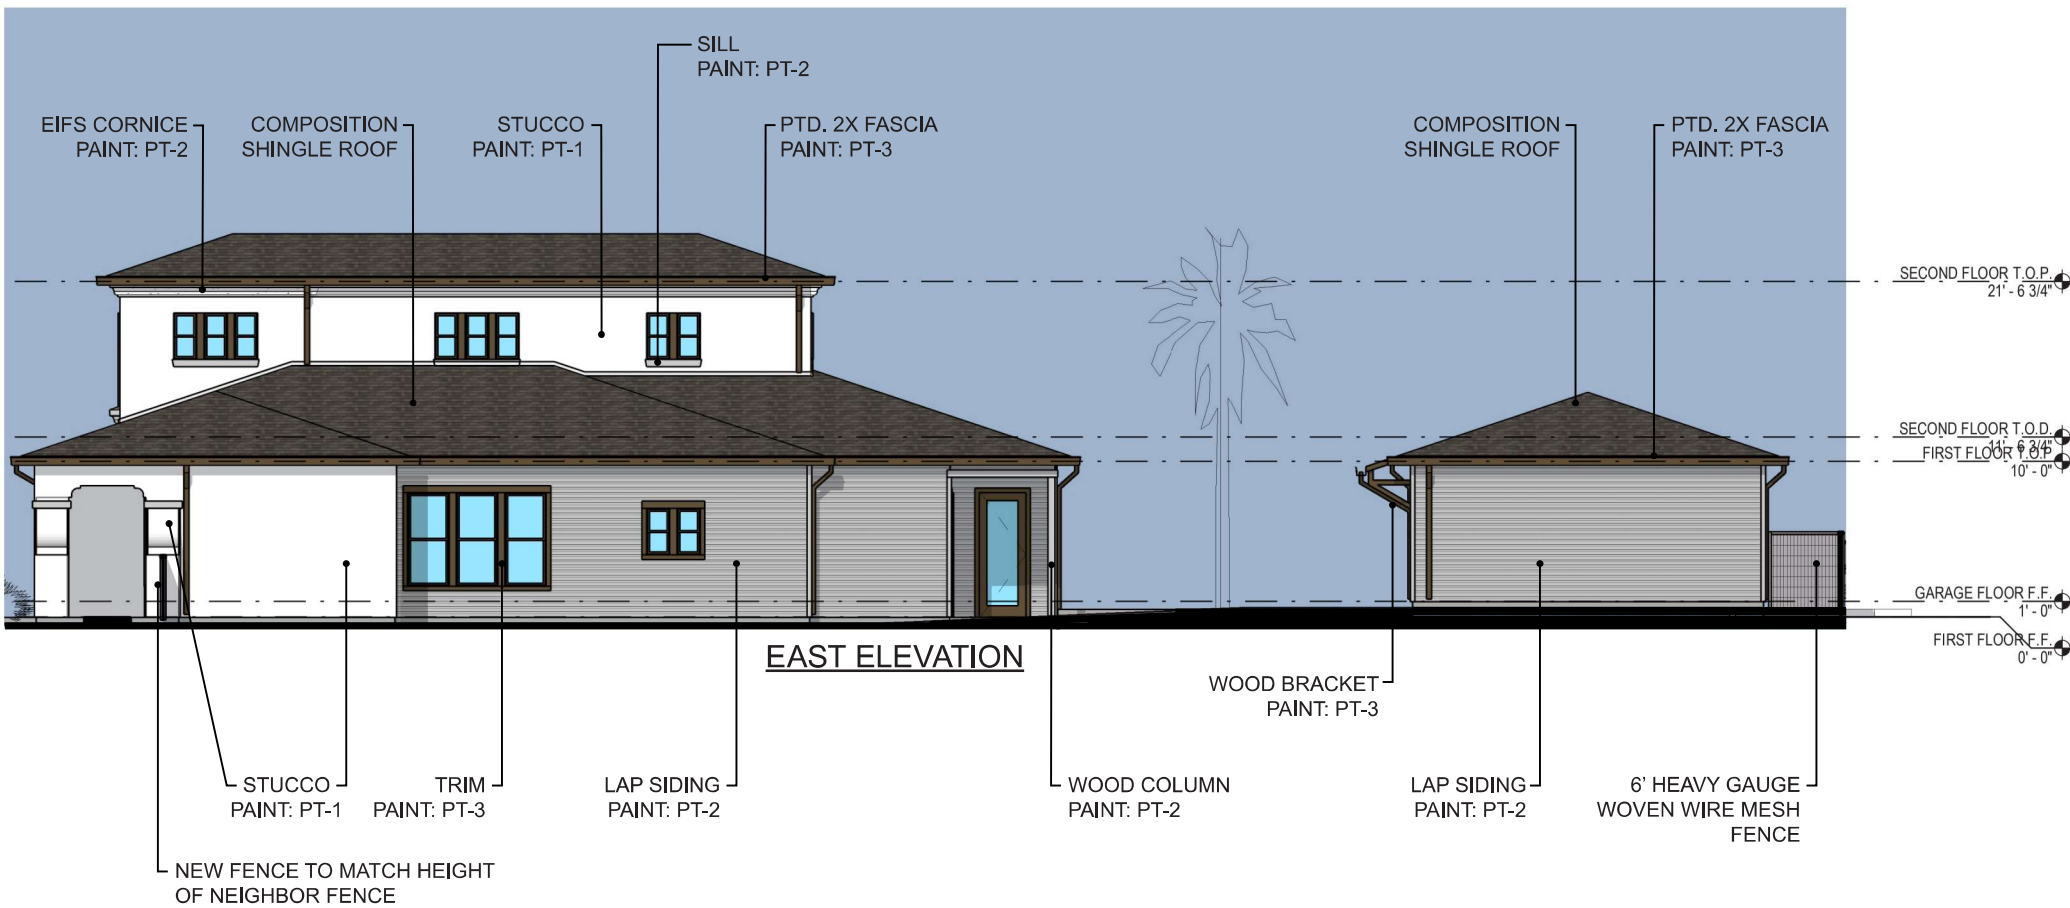 SILL
PAINT: PT-2
EIFS CORNICE
PAINT: PT-2
COMPOSITION
SHINGLE ROOF
STUCCO
PAINT: PT-1
PTD. 2X FASCIA
PAINT: PT-3
COMPOSITION
SHINGLE ROOF
PTD. 2X FASCIA
PAINT: PT-3
SECOND FLOOR T.O.P.
21' - 6 3/4"
SECOND FLOOR T.O.D.
11' - 6 3/4"
FIRST FLOOR T.O.P
10' - 0"
GARAGE FLOOR F.F.
1' - 0"
FIRST FLOOR F.F.
0' - 0"
EAST ELEVATION
WOOD BRACKET
PAINT: PT-3
STUCCO
PAINT: PT-1
TRIM
PAINT: PT-3
LAP SIDING
PAINT: PT-2
WOOD COLUMN
PAINT: PT-2
LAP SIDING
PAINT: PT-2
6’ HEAVY GAUGE
WOVEN WIRE MESH
FENCE
NEW FENCE TO MATCH HEIGHT
OF NEIGHBOR FENCE